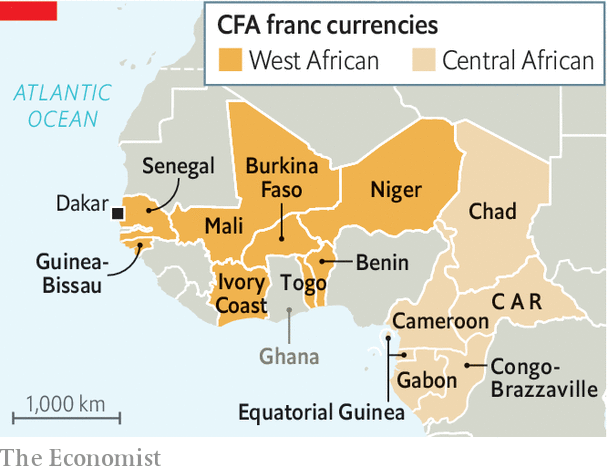 CFA franc currencies
West African
Central African
ATLANTIC
OCEAN
Senegal
Burkina
Faso
Niger
Chad
Dakar
Mali
Guinea-
Bissau
Ivory
Coast
Togo
Benin
Ghana
Cameroon
C A R
Gabon
Congo-
Brazzaville
Equatorial Guinea
1,000 km
The Economist